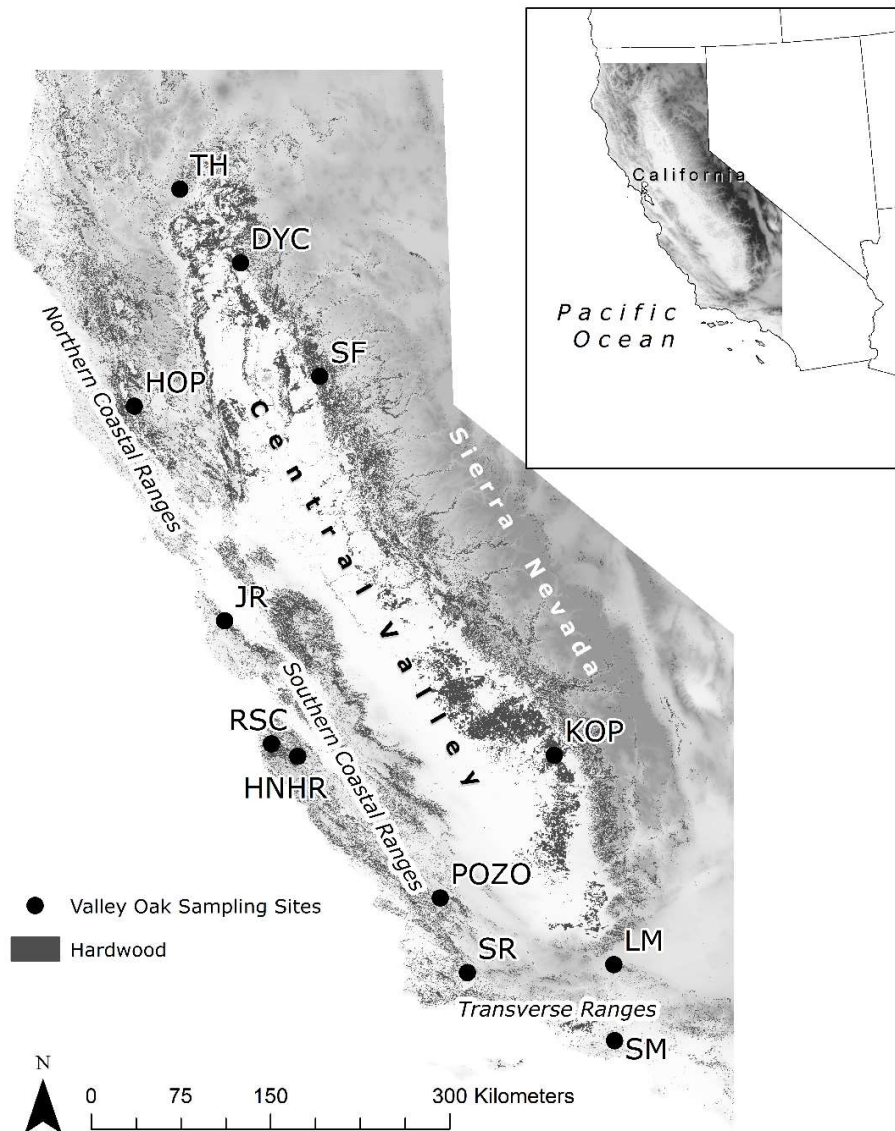 California
Pacific
Ocean
TH
DYC
SF
HOP
Northern Coastal Ranges
Central Valley
Sierra Nevada
JR
Southern Coastal Ranges
RSC
HNHR
KOP
POZO
SR
LM
Transverse Ranges
SM
Valley Oak Sampling Sites
Hardwood
N
0 75 150 300 Kilometers